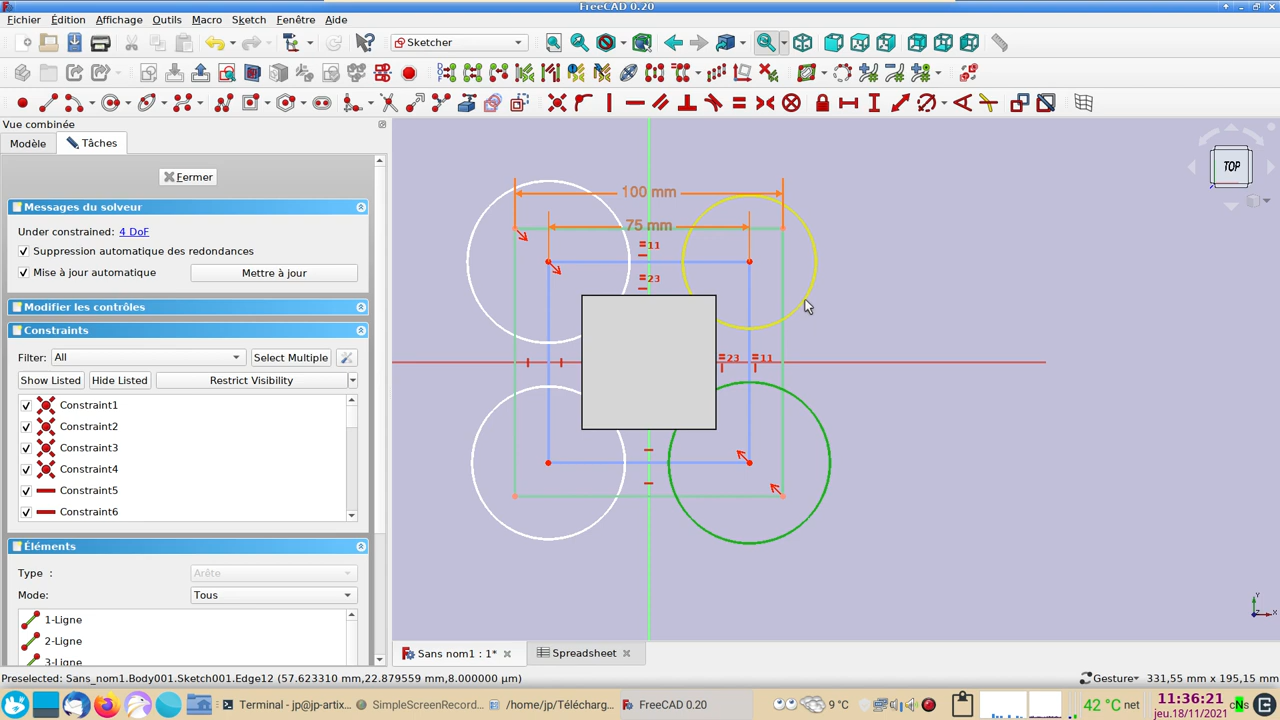 FreeCAD 0.20
Fichier Édition Affichage Outils Macro Sketch Fenêtre Aide
Sketcher
Vue combinée
Modèle Tâches
Fermer
Messages du solveur
Under constrained: 4 DoF
Suppression automatique des redondances
Mise à jour automatique Mettre à jour
Modifier les contrôles
Constraints
Filter: All Select Multiple
Show Listed Hide Listed Restrict Visibility
Constraint1
Constraint2
Constraint3
Constraint4
Constraint5
Constraint6
Éléments
Type : Arête
Mode: Tous
1-Ligne
2-Ligne
3-Ligne
100 mm
75 mm
11
23
23 11
TOP
Y
Z X
Sans nom1 : 1* Spreadsheet
Preselected: Sans_nom1.Body001.Sketch001.Edge12 (57.623310 mm,22.079559 mm,8.000000 µm) Gesture 331,55 mm × 195,15 mm
Terminal - jp@jp-artix... SimpleScreenRecord... /home/jp/Télécharg... FreeCAD 0.20 9 °C 42 °C net 11:36:21
jeu.18/11/2021